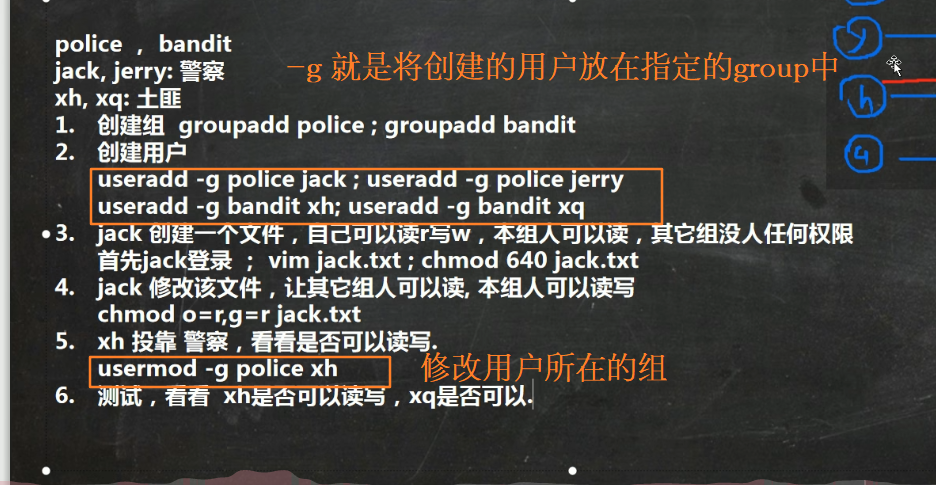 police , bandit
jack, jerry: 警察
-g 就是将创建的用户放在指定的group中
xh, xq: 土匪
1. 创建组 groupadd police ; groupadd bandit
2. 创建用户
useradd -g police jack ; useradd -g police jerry
useradd -g bandit xh; useradd -g bandit xq
3. jack 创建一个文件，自己可以读r写w，本组人可以读，其它组没人任何权限
首先jack登录 ； vim jack.txt ; chmod 640 jack.txt
4. jack 修改该文件，让其它组人可以读, 本组人可以读写
chmod o=r,g=r jack.txt
5. xh 投靠 警察，看看是否可以读写.
usermod -g police xh
修改用户所在的组
6. 测试，看看 xh是否可以读写，xq是否可以.
h